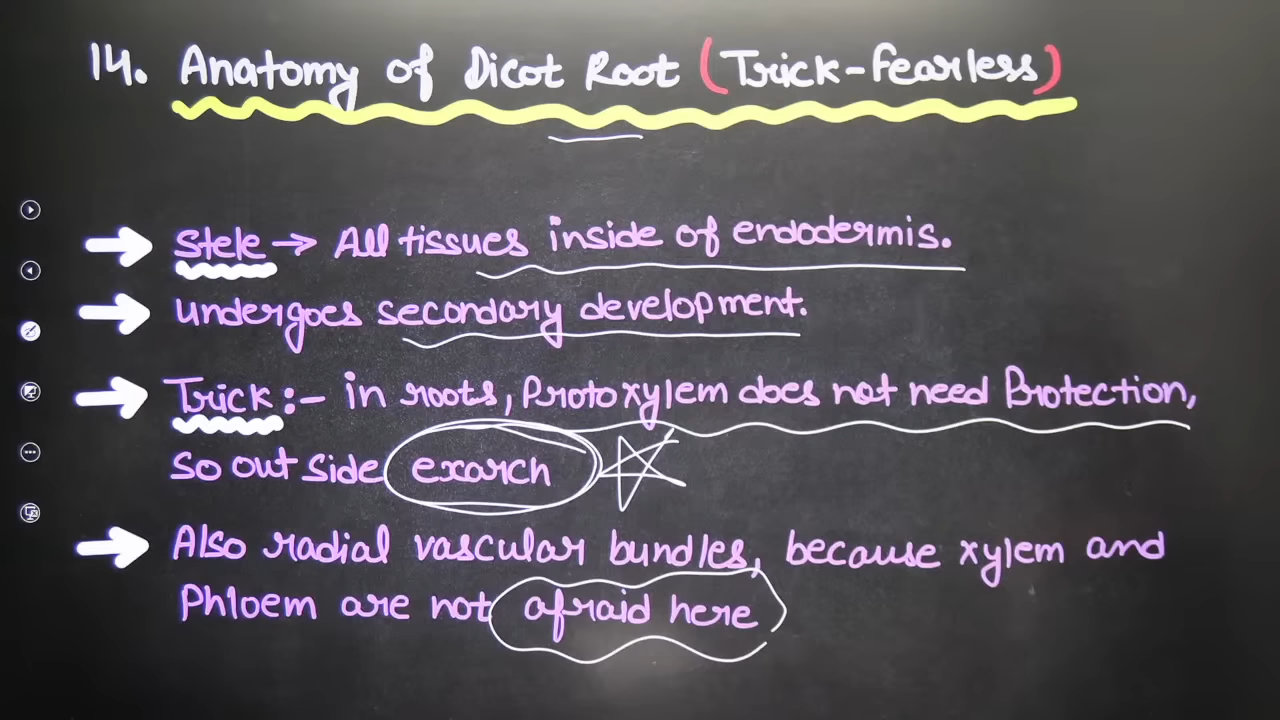 14. Anatomy of Dicot Root (Trick-fearless)
Stele → All tissues inside of endodermis.
undergoes secondary development.
Trick :- in roots, Protoxylem does not need Protection,
so out side exarch
Also radial vascular bundles, because xylem and
Phloem are not afraid here